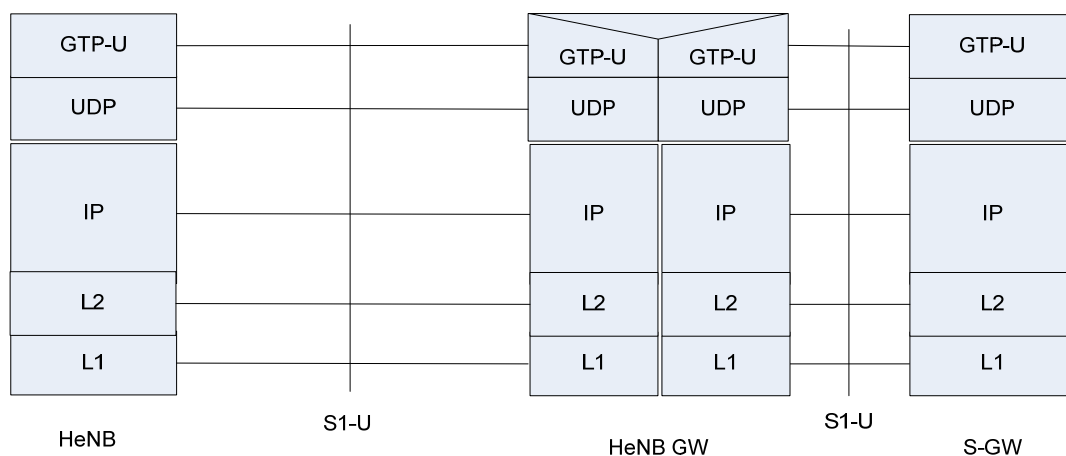 GTP-U GTP-U GTP-U GTP-U
UDP UDP UDP UDP
IP IP IP IP
L2 L2 L2 L2
L1 L1 L1 L1
S1-U S1-U
HeNB HeNB GW S-GW